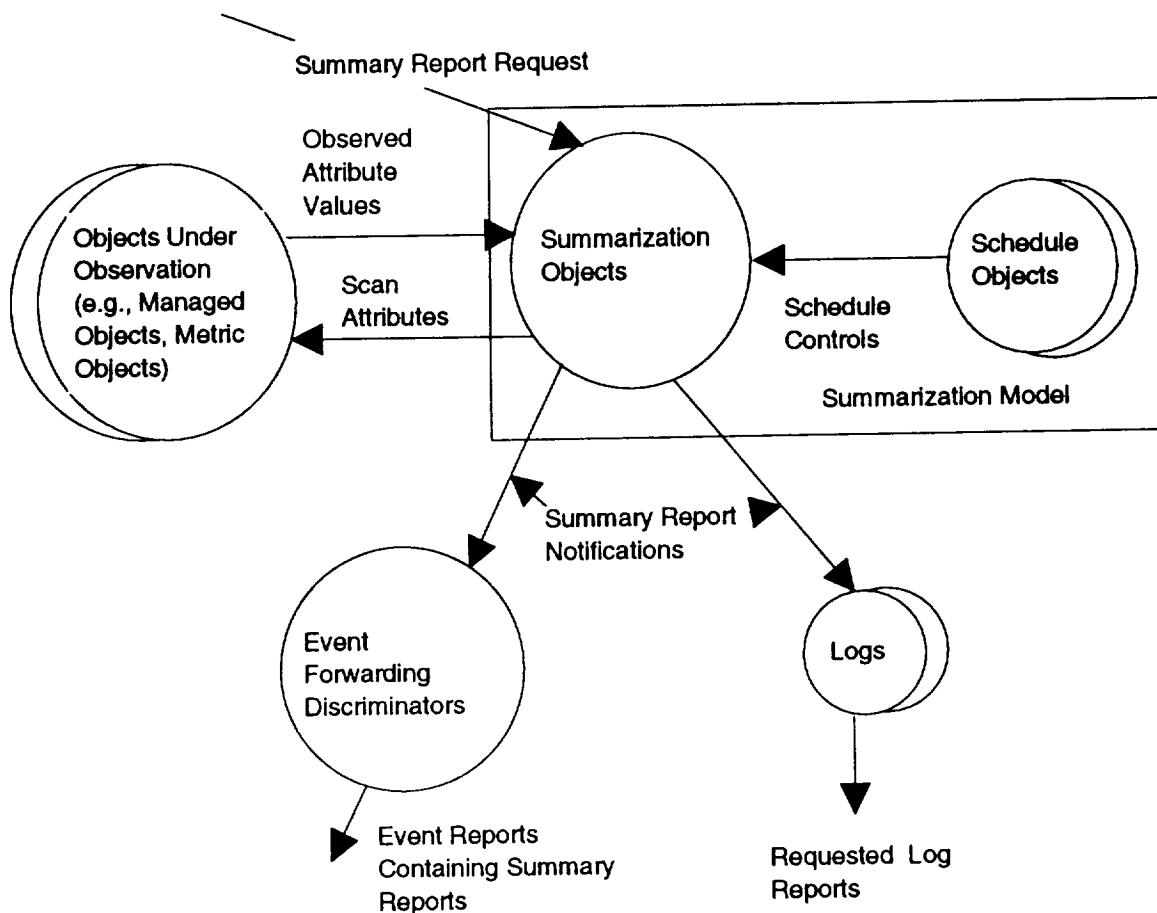 Summary Report Request
Observed
Attribute
Values
Objects Under
Observation
(e.g., Managed
Objects, Metric
Objects)
Scan
Attributes
Summarization
Objects
Schedule
Objects
Schedule
Controls
Summarization Model
Summary Report
Notifications
Event
Forwarding
Discriminators
Logs
Event Reports
Containing Summary
Reports
Requested Log
Reports